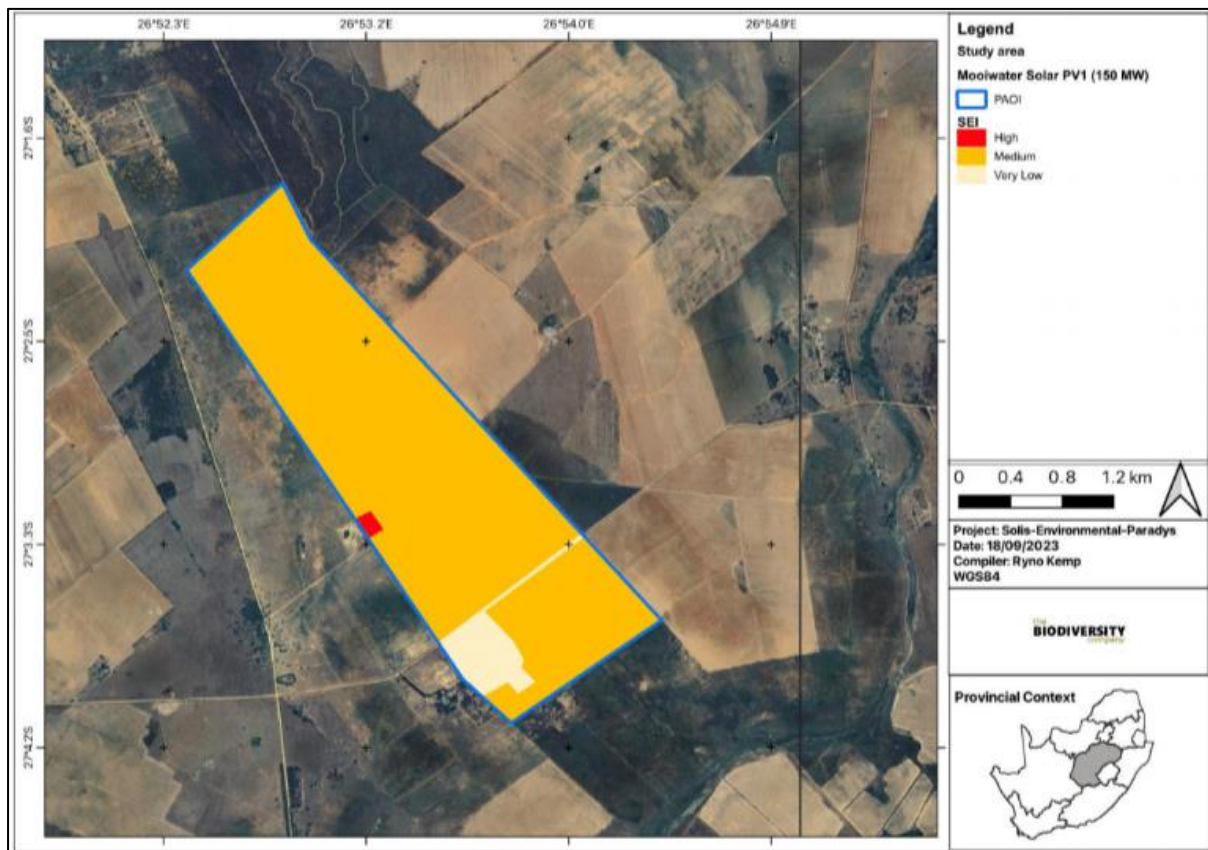 26°52.3'E 26°53.2'E 26°54.0'E 26°54.9'E
27°1.6'S
27°2.5'S
27°3.3'S
27°4.2'S
Legend
Study area
Mooiwater Solar PV1 (150 MW)
PAOI
SEI
High
Medium
Very Low
0 0.4 0.8 1.2 km
Project: Solis-Environmental-Paradys
Date: 18/09/2023
Compiler: Ryno Kemp
WGS84
the
BIODIVERSITY
company
Provincial Context